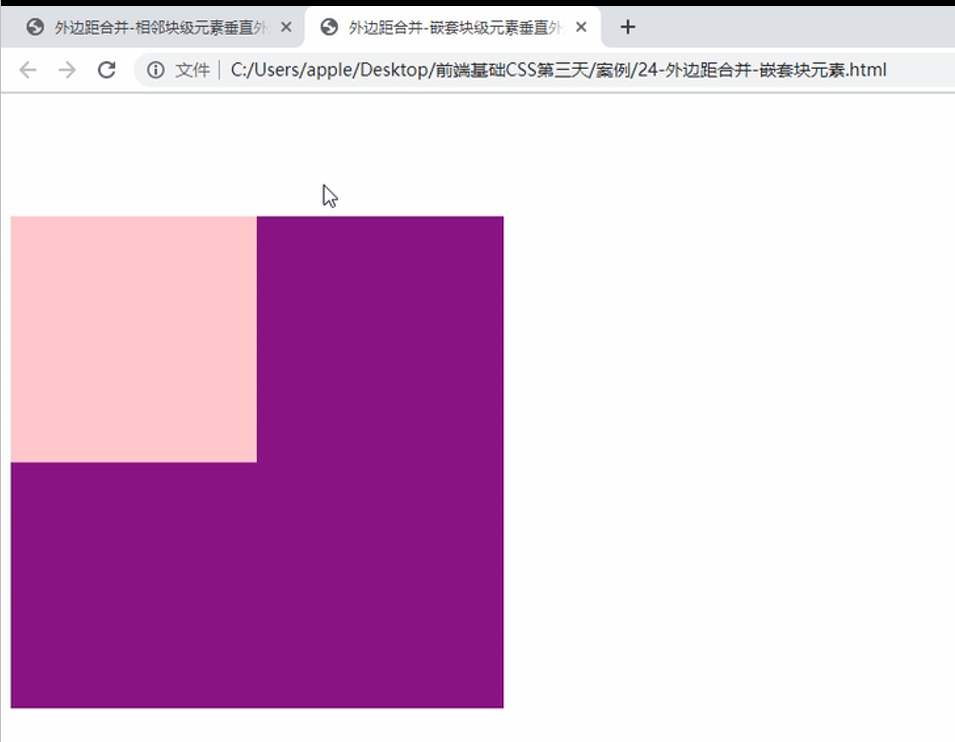 外边距合并-相邻块级元素垂直外
外边距合并-嵌套块级元素垂直外
文件 | C:/Users/apple/Desktop/前端基础CSS第三天/案例/24-外边距合并-嵌套块元素.html